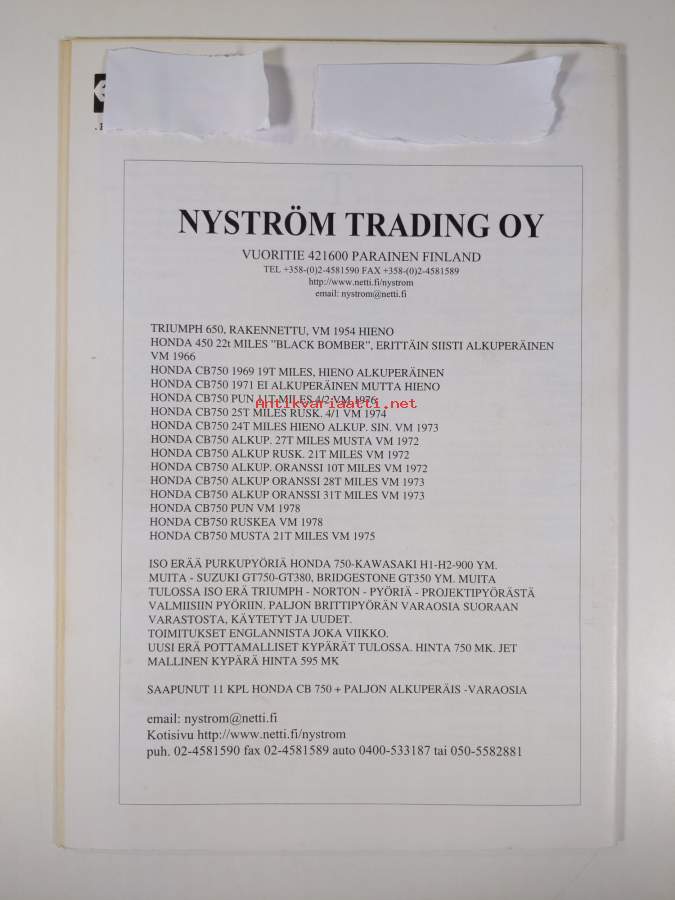 NYSTRÖM TRADING OY
VUORITIE 421600 PARAINEN FINLAND
TEL +358-(0)2-4581590 FAX +358-(0)2-4581589
http://www.netti.fi/nystrom
email: nystrom@netti.fi
TRIUMPH 650, RAKENNETTU, VM 1954 HIENO
HONDA 450 22t MILES "BLACK BOMBER", ERITTÄIN SIISTI ALKUPERÄINEN
VM 1966
HONDA CB750 1969 19T MILES, HIENO ALKUPERÄINEN
HONDA CB750 1971 EI ALKUPERÄINEN MUTTA HIENO
HONDA CB750 PUN MILES 4/2 VM 1976
Antikvariaatti.net
HONDA CB750 25T MILES RUSK. 4/1 VM 1974
HONDA CB750 24T MILES HIENO ALKUP. SIN. VM 1973
HONDA CB750 ALKUP. 27T MILES MUSTA VM 1972
HONDA CB750 ALKUP RUSK. 21T MILES VM 1972
HONDA CB750 ALKUP. ORANSSI 10T MILES VM 1972
HONDA CB750 ALKUP ORANSSI 28T MILES VM 1973
HONDA CB750 ALKUP ORANSSI 31T MILES VM 1973
HONDA CB750 PUN VM 1978
HONDA CB750 RUSKEA VM 1978
HONDA CB750 MUSTA 21T MILES VM 1975
ISO ERÄÄ PURKUPYÖRIÄ HONDA 750-KAWASAKI H1-H2-900 YM.
MUITA - SUZUKI GT750-GT380, BRIDGESTONE GT350 YM. MUITA
TULOSSA ISO ERÄ TRIUMPH - NORTON - PYÖRIÄ - PROJEKTIPYÖRÄSTÄ
VALMIISIIN PYÖRIIN. PALJON BRITTIPYÖRÄN VARAOSIA SUORAAN
VARASTOSTA, KÄYTETYT JA UUDET.
TOIMITUKSET ENGLANNISTA JOKA VIIKKO.
UUSI ERÄ POTTAMALLISET KYPÄRÄT TULOSSA. HINTA 750 MK. JET
MALLINEN KYPÄRÄ HINTA 595 MK
SAAPUNUT 11 KPL HONDA CB 750 + PALJON ALKUPERÄIS -VARAOSIA
email: nystrom@netti.fi
Kotisivu http://www.netti.fi/nystrom
puh. 02-4581590 fax 02-4581589 auto 0400-533187 tai 050-5582881